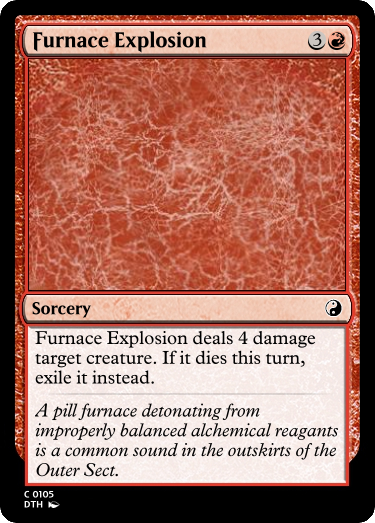 Furnace Explosion 3
Sorcery
Furnace Explosion deals 4 damage
target creature. If it dies this turn,
exile it instead.
A pill furnace detonating from
improperly balanced alchemical reagants
is a common sound in the outskirts of the
Outer Sect.
C 0105
DTH